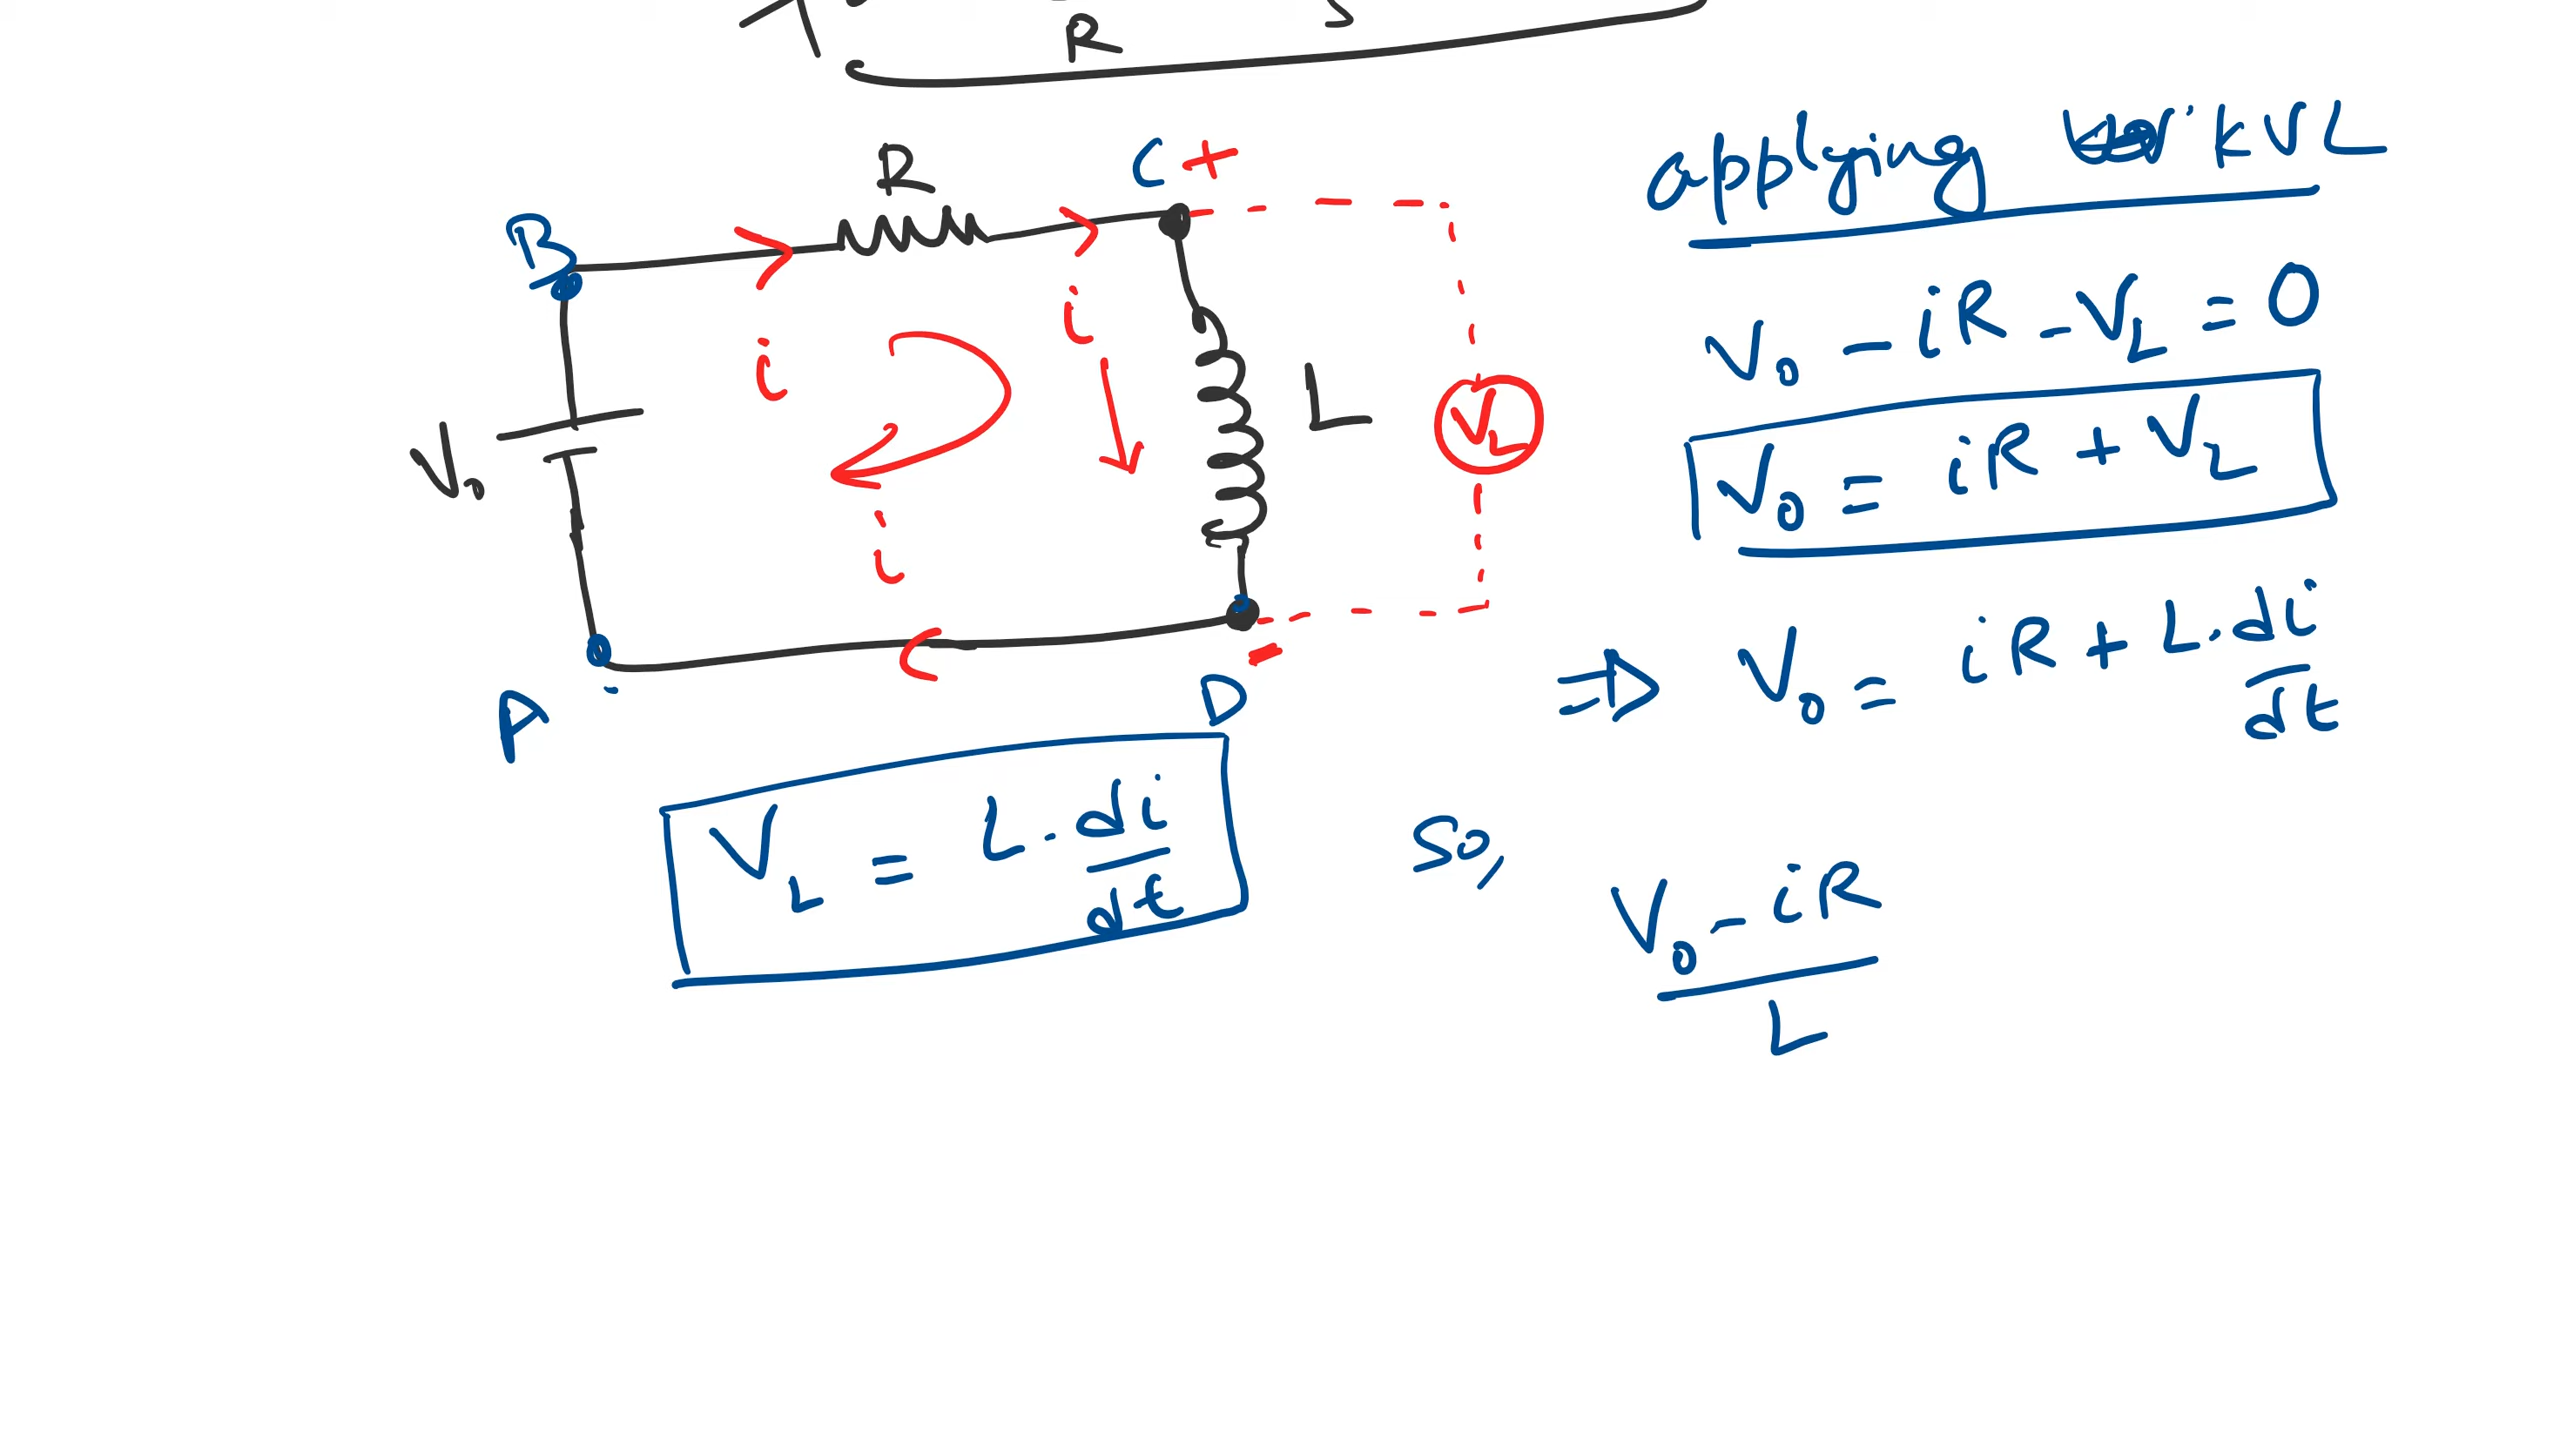 R
R
C +
B
i
i
L
V_L
V₀
i
A
D
V_L = L · di/dt
applying KVL
V₀ - iR - V_L = 0
V₀ = iR + V_L
⇒ V₀ = iR + L · di/dt
So,
V₀ - iR
L